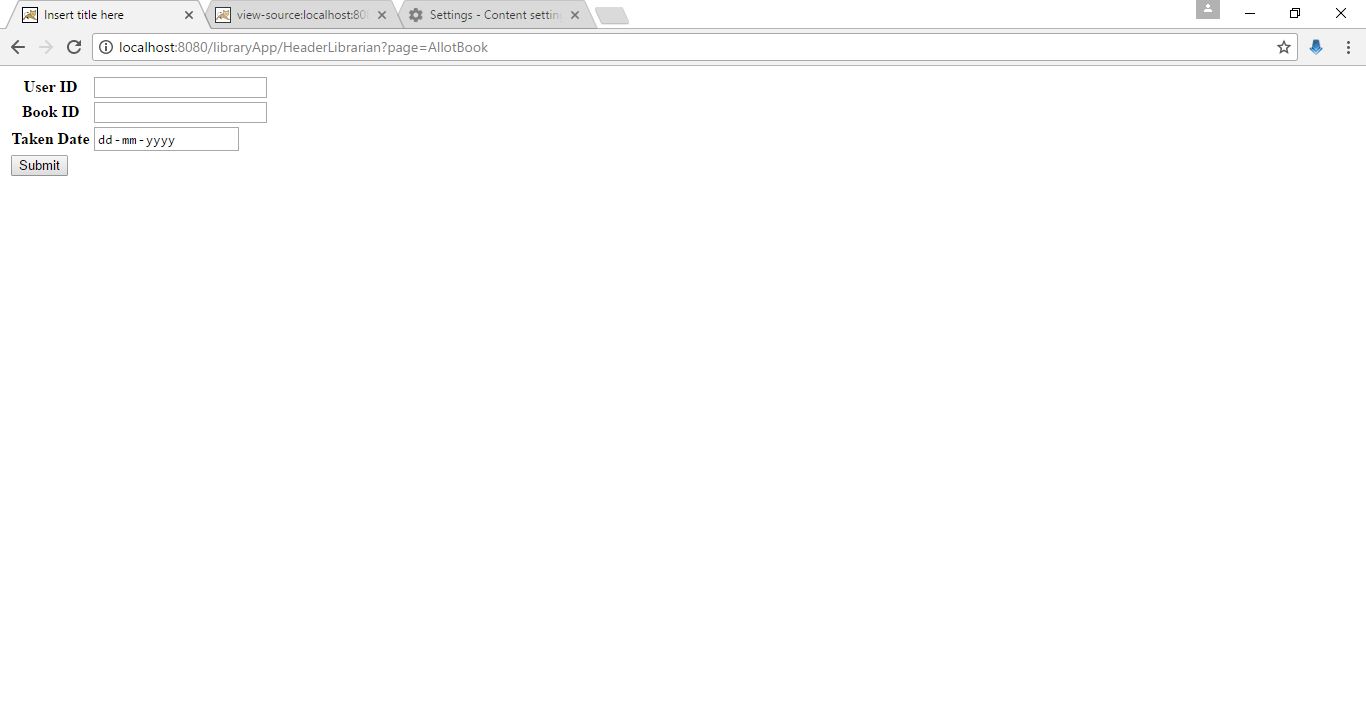 Insert title here
view-source:localhost:808
Settings - Content settin
localhost:8080/libraryApp/HeaderLibrarian?page=AllotBook
User ID
Book ID
Taken Date dd-mm-yyyy
Submit